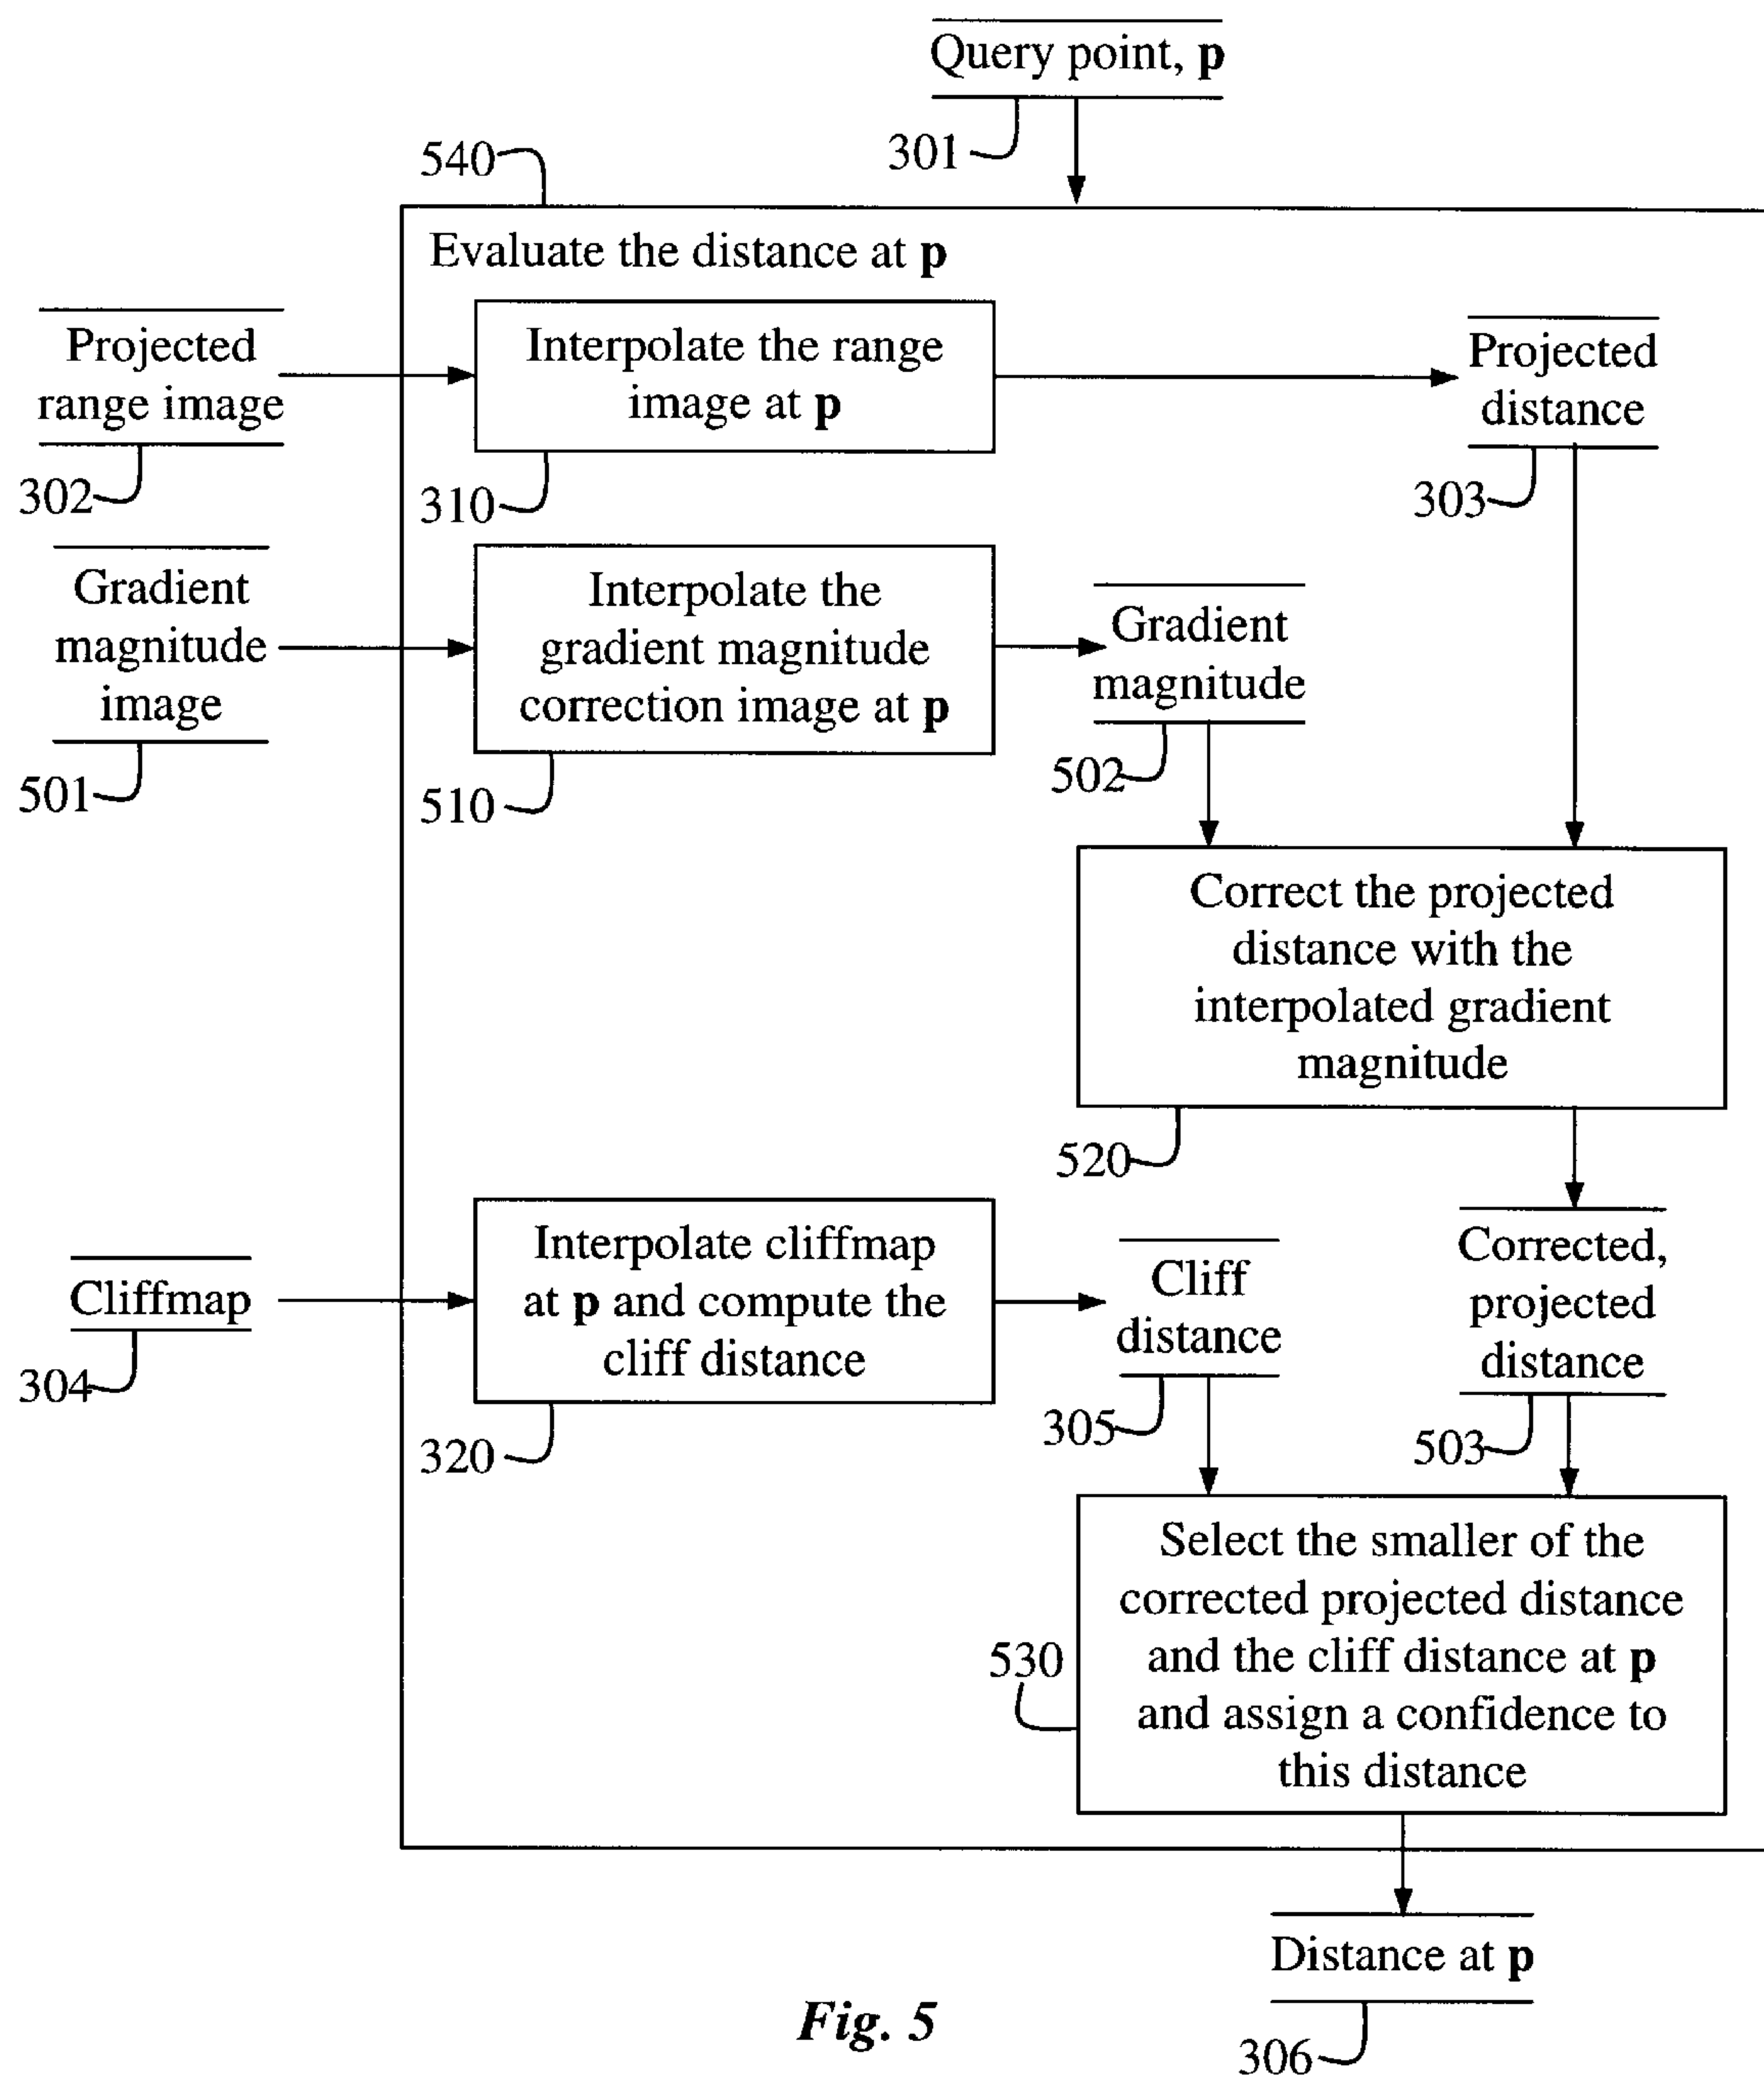 Query point, p
301
540
Evaluate the distance at p
Projected
range image
302
Interpolate the range
image at p
310
Projected
distance
303
Gradient
magnitude
image
501
Interpolate the
gradient magnitude
correction image at p
510
Gradient
magnitude
502
Correct the projected
distance with the
interpolated gradient
magnitude
520
Cliffmap
304
Interpolate cliffmap
at p and compute the
cliff distance
320
Cliff
distance
305
Corrected,
projected
distance
503
Select the smaller of the
corrected projected distance
and the cliff distance at p
and assign a confidence to
this distance
530
Distance at p
306
Fig. 5